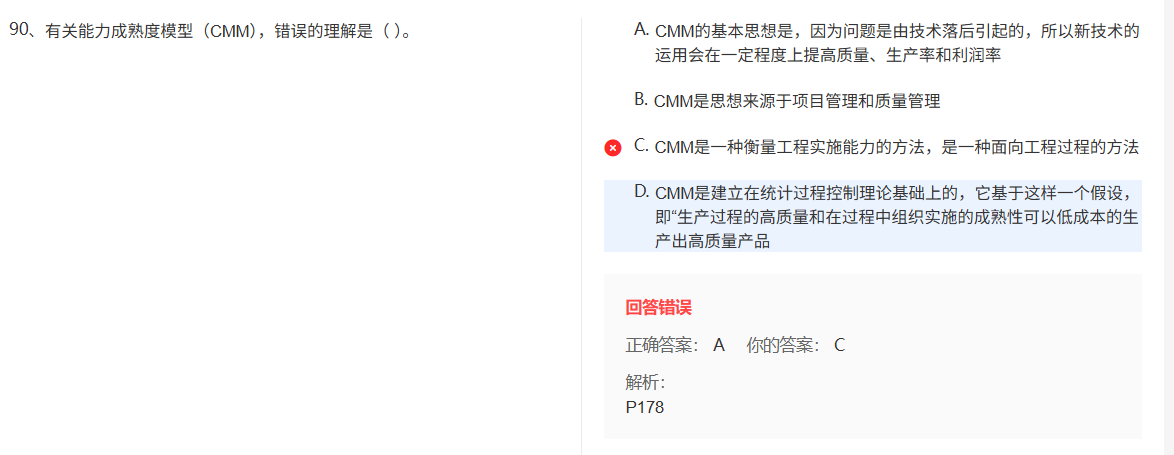 90、有关能力成熟度模型（CMM），错误的理解是（ ）。
A. CMM的基本思想是，因为问题是由技术落后引起的，所以新技术的
运用会在一定程度上提高质量、生产率和利润率
B. CMM是思想来源于项目管理和质量管理
C. CMM是一种衡量工程实施能力的方法，是一种面向工程过程的方法
D. CMM是建立在统计过程控制理论基础上的，它基于这样一个假设，
即“生产过程的高质量和在过程中组织实施的成熟性可以低成本的生
产出高质量产品
回答错误
正确答案： A 你的答案： C
解析：
P178